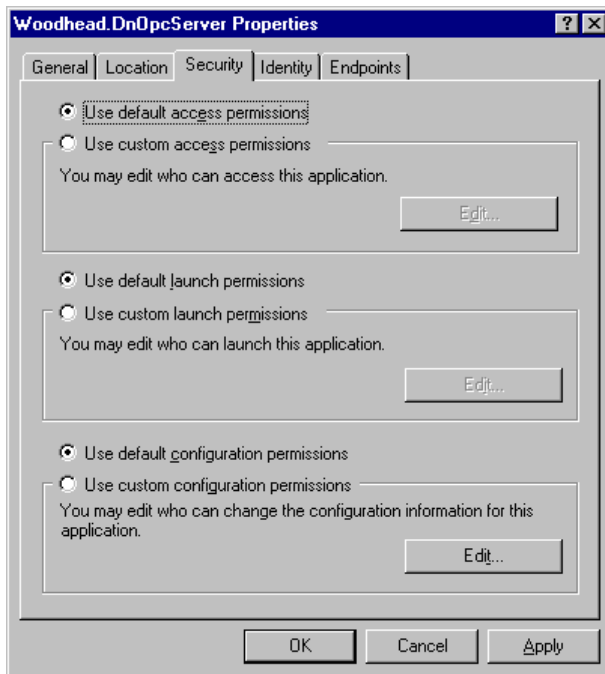 Woodhead.DnOpcServer Properties
? ×
General Location Security Identity Endpoints
Use default access permissions
Use custom access permissions
You may edit who can access this application.
Edit...
Use default launch permissions
Use custom launch permissions
You may edit who can launch this application.
Edit...
Use default configuration permissions
Use custom configuration permissions
You may edit who can change the configuration information for this
application.
Edit...
OK Cancel Apply